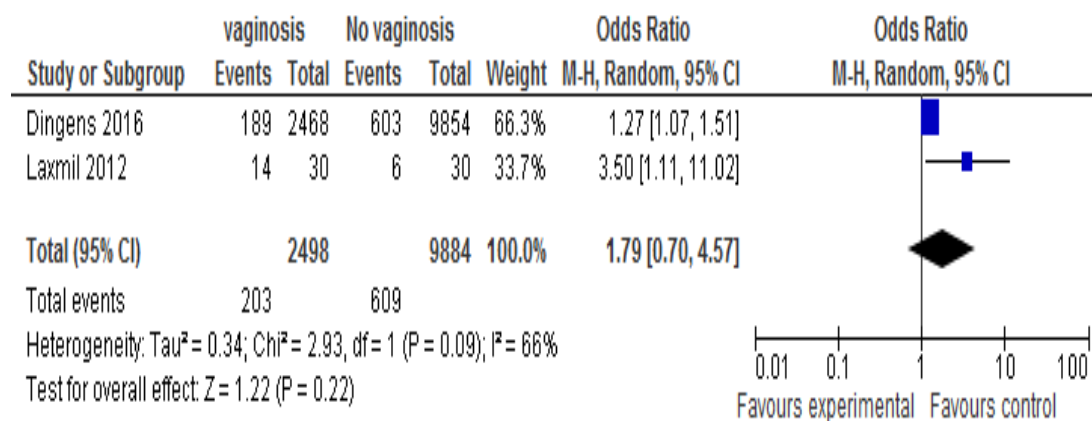 vaginosis No vaginosis Odds Ratio Odds Ratio
Study or Subgroup Events Total Events Total Weight M-H, Random, 95% CI M-H, Random, 95% CI
Dingens 2016 189 2468 603 9854 66.3% 1.27 [1.07, 1.51]
Laxmil 2012 14 30 6 30 33.7% 3.50 [1.11, 11.02]
Total (95% CI) 2498 9884 100.0% 1.79 [0.70, 4.57]
Total events 203 609
Heterogeneity: Tau² = 0.34; Chi² = 2.93, df = 1 (P = 0.09); I² = 66%
Test for overall effect: Z = 1.22 (P = 0.22)
0.01 0.1 1 10 100
Favours experimental Favours control